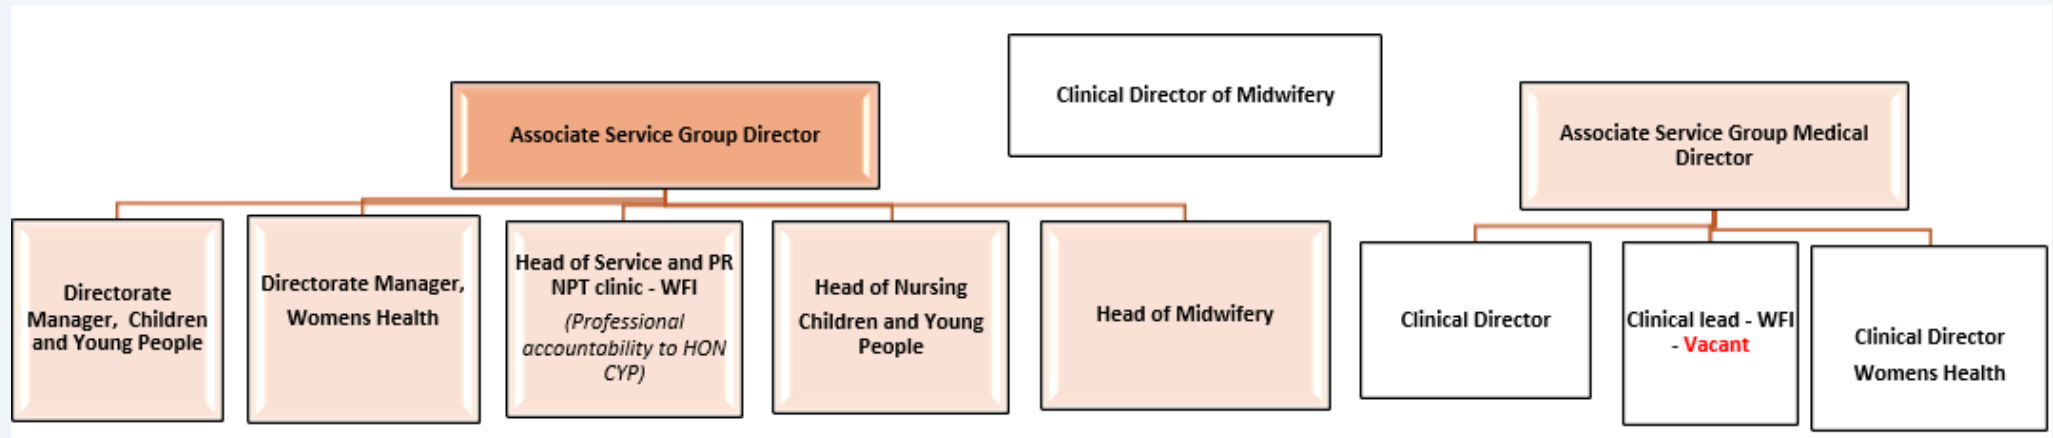 Clinical Director of Midwifery
Associate Service Group Director
Associate Service Group Medical
Director
Directorate
Manager,  Children
and Young People
Directorate Manager,
Womens Health
Head of Service and PR
NPT clinic - WFI
(Professional
accountability to HON
CYP)
Head of Nursing
Children and Young
People
Head of Midwifery
Clinical Director
Clinical lead - WFI
- Vacant
Clinical Director
Womens Health